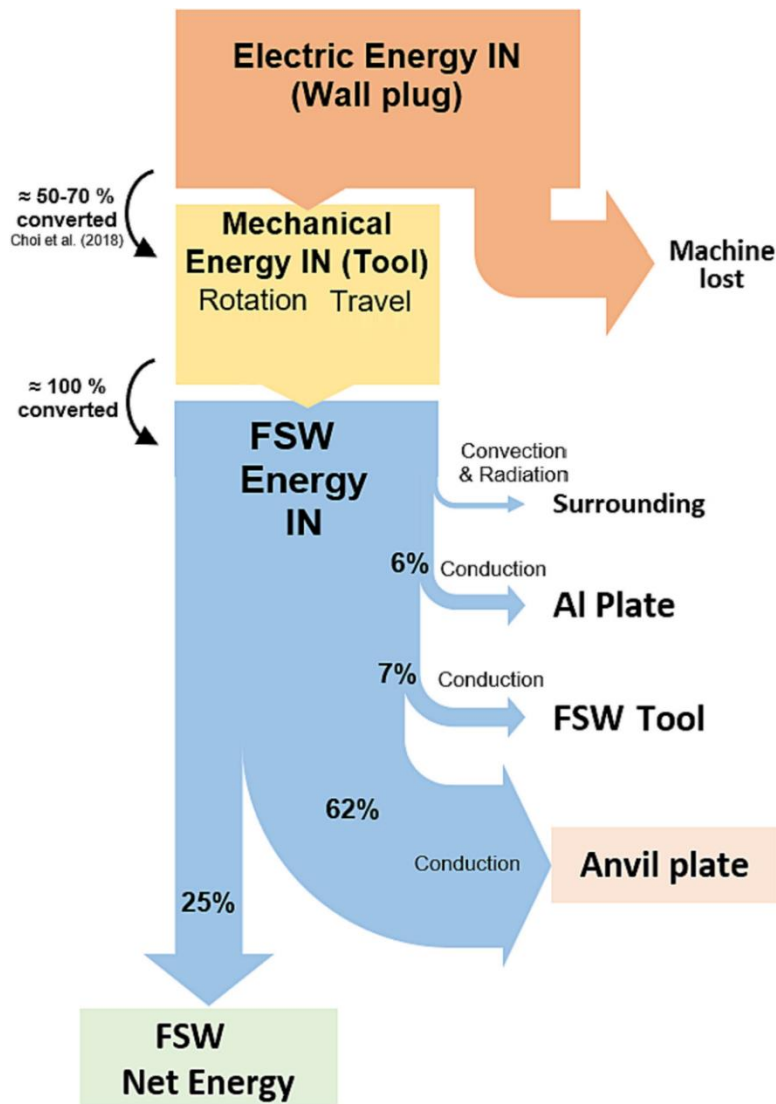 Electric Energy IN
(Wall plug)
≈ 50-70 %
converted
Choi et al. (2018)
Mechanical
Energy IN (Tool)
Rotation Travel
Machine
lost
≈ 100 %
converted
FSW
Energy
IN
Convection
& Radiation
Surrounding
6%
Conduction
Al Plate
7%
Conduction
FSW Tool
62%
Conduction
Anvil plate
25%
FSW
Net Energy